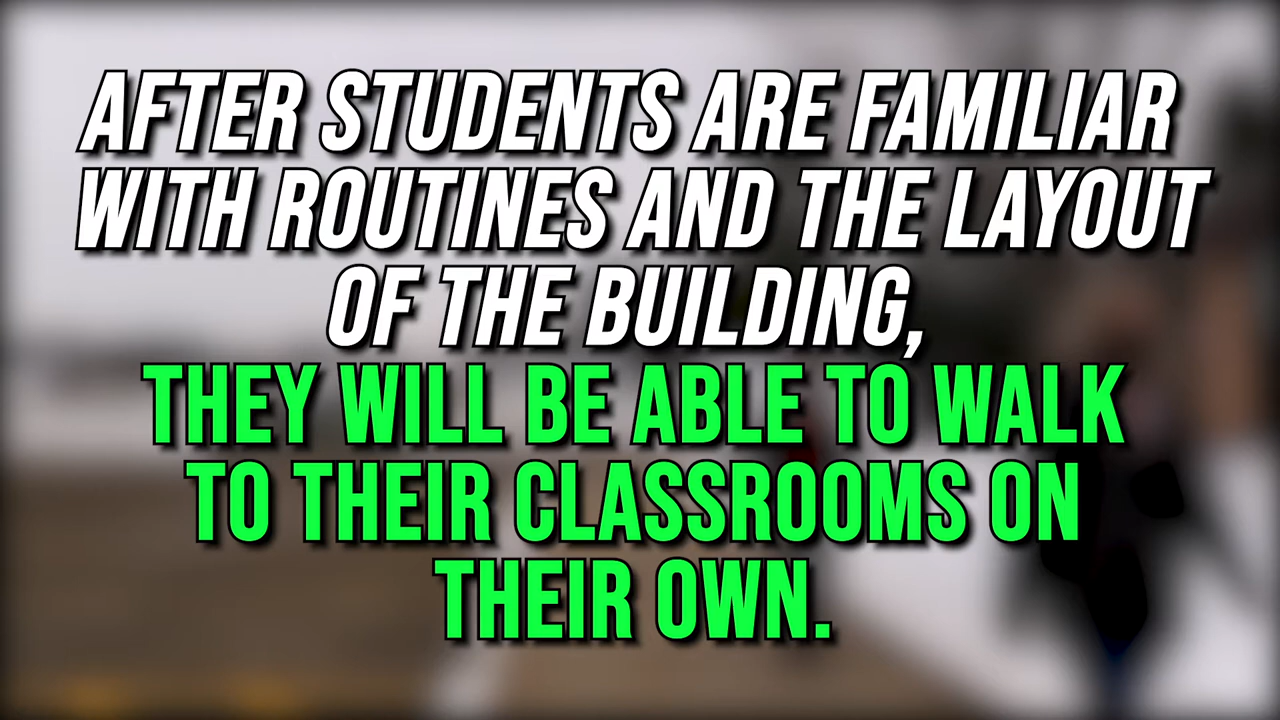 AFTER STUDENTS ARE FAMILIAR
WITH ROUTINES AND THE LAYOUT
OF THE BUILDING,
THEY WILL BE ABLE TO WALK
TO THEIR CLASSROOMS ON
THEIR OWN.